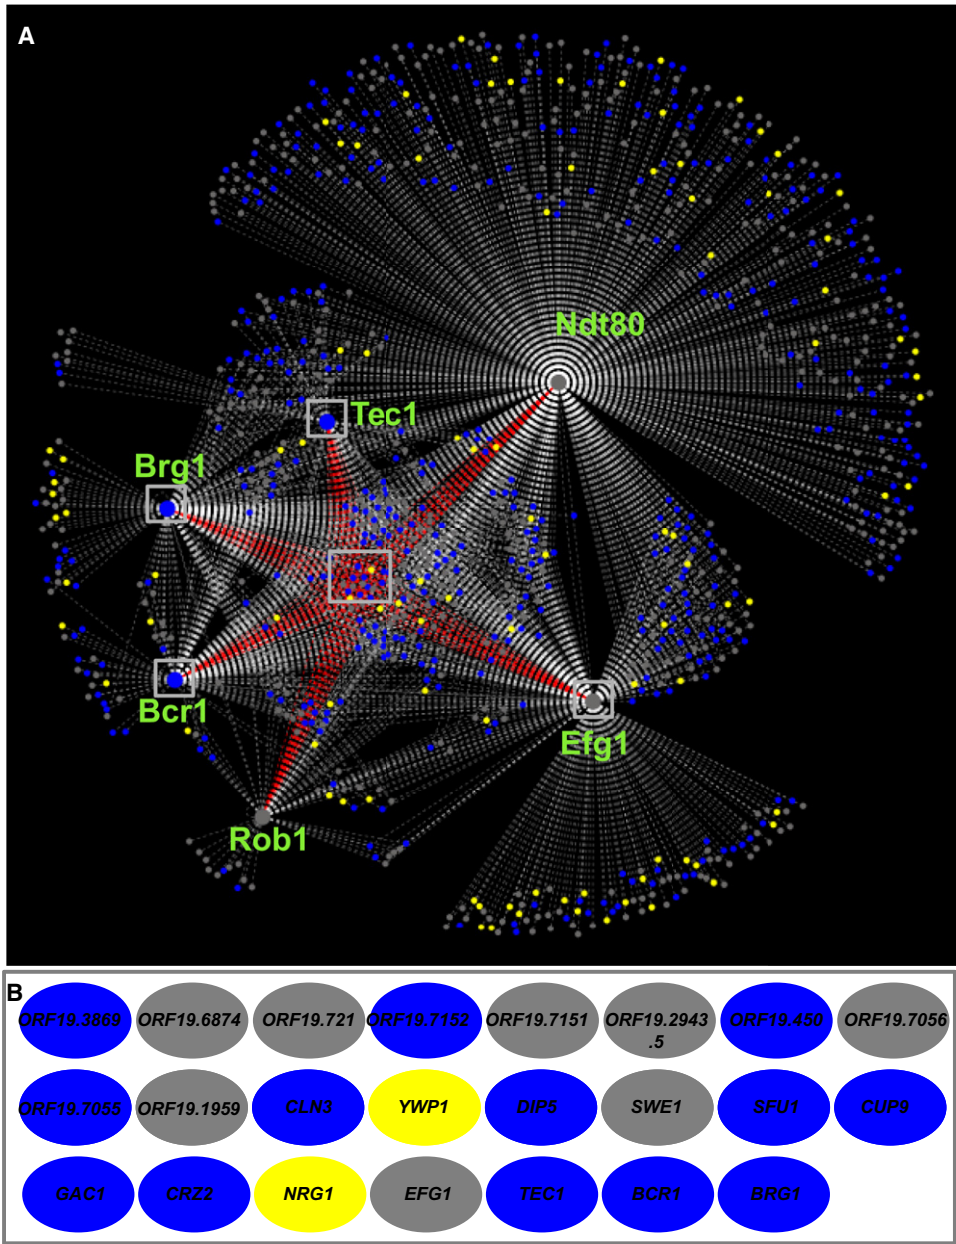 A
Ndt80
Tec1
Brg1
Bcr1
Efg1
Rob1
B
ORF19.3869 ORF19.6874 ORF19.721 ORF19.7152 ORF19.7151 ORF19.2943 .5 ORF19.450 ORF19.7056
ORF19.7055 ORF19.1959 CLN3 YWP1 DIP5 SWE1 SFU1 CUP9
GAC1 CRZ2 NRG1 EFG1 TEC1 BCR1 BRG1